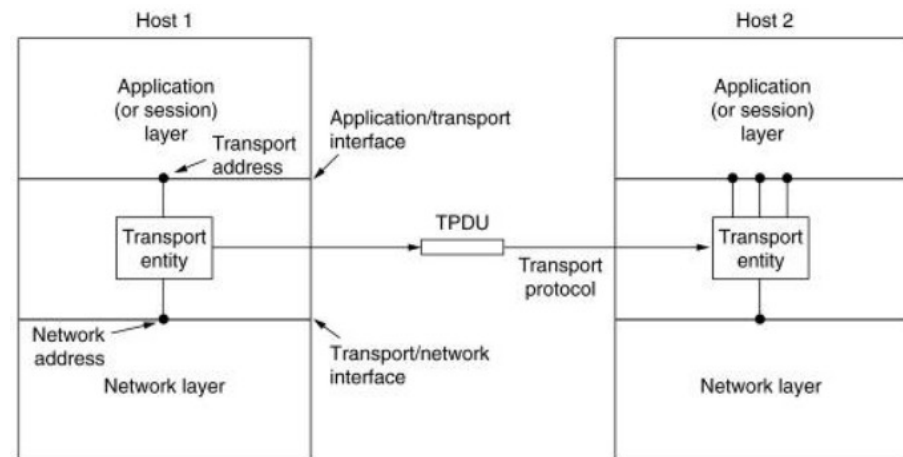 Host 1
Host 2
Application
(or session)
layer
Transport
address
Application/transport
interface
Application
(or session)
layer
Transport
entity
TPDU
Transport
protocol
Transport
entity
Network
address
Transport/network
interface
Network layer
Network layer